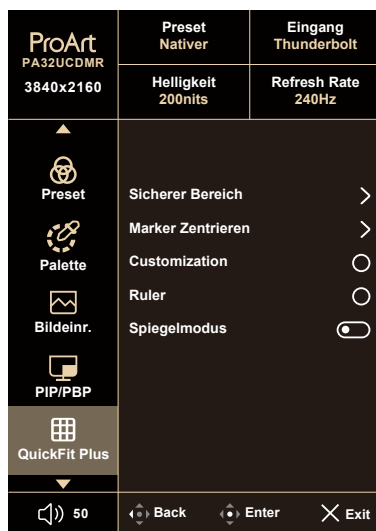 ProArt
PA32UCDMR
3840x2160
Preset
Nativer
Eingang
Thunderbolt
Helligkeit
200nits
Refresh Rate
240Hz
Preset
Palette
Bildeinr.
PIP/PBP
QuickFit Plus
Sicherer Bereich
Marker Zentrieren
Customization
Ruler
Spiegelmodus
50
Back
Enter
Exit